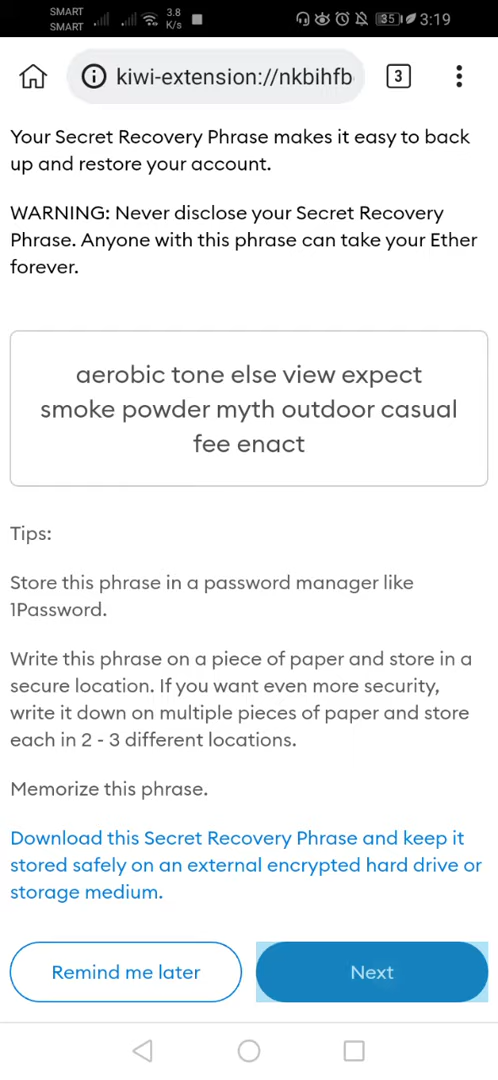 SMART
SMART
3.8
K/s
35
3:19
kiwi-extension://nkbihfb
3
Your Secret Recovery Phrase makes it easy to back
up and restore your account.
WARNING: Never disclose your Secret Recovery
Phrase. Anyone with this phrase can take your Ether
forever.
aerobic tone else view expect
smoke powder myth outdoor casual
fee enact
Tips:
Store this phrase in a password manager like
1Password.
Write this phrase on a piece of paper and store in a
secure location. If you want even more security,
write it down on multiple pieces of paper and store
each in 2 - 3 different locations.
Memorize this phrase.
Download this Secret Recovery Phrase and keep it
stored safely on an external encrypted hard drive or
storage medium.
Remind me later
Next